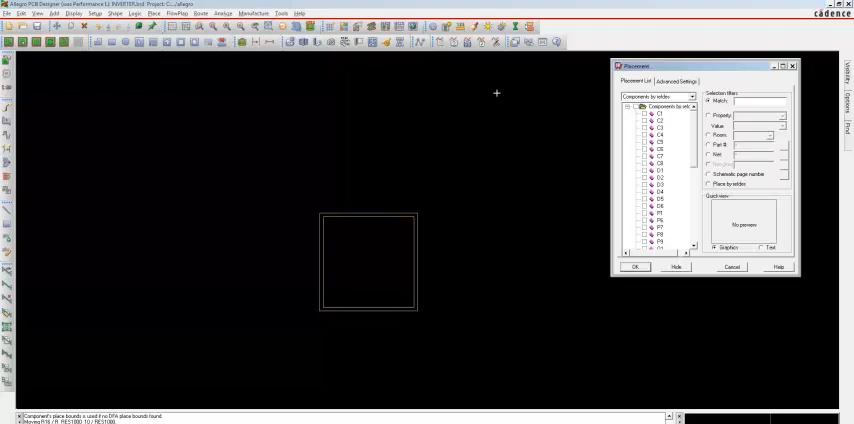 Allegro PCB Designer (was Performance L): INVERTER.brd Project: C:.../allegro
File Edit View Add Display Setup Shape Logic Place FlowPlan Route Analyze Manufacture Tools Help
cādence
Placement
Placement List Advanced Settings
Components by refdes
Components by refd
C1
C2
C3
C4
C5
C6
C7
C8
D1
D2
D3
D4
D5
D6
P1
P6
P7
P8
P9
Selection filters
Match:
Property:
Value:
Room:
Part #:
Net:
Schematic page number
Place by refdes
Quickview
No preview
Graphics Text
OK Hide Cancel Help
Visibility
Options
Find
Component's place bounds is used if no DFA place bounds found.
Moving R16 / R_RES1000_10 / RES1000.